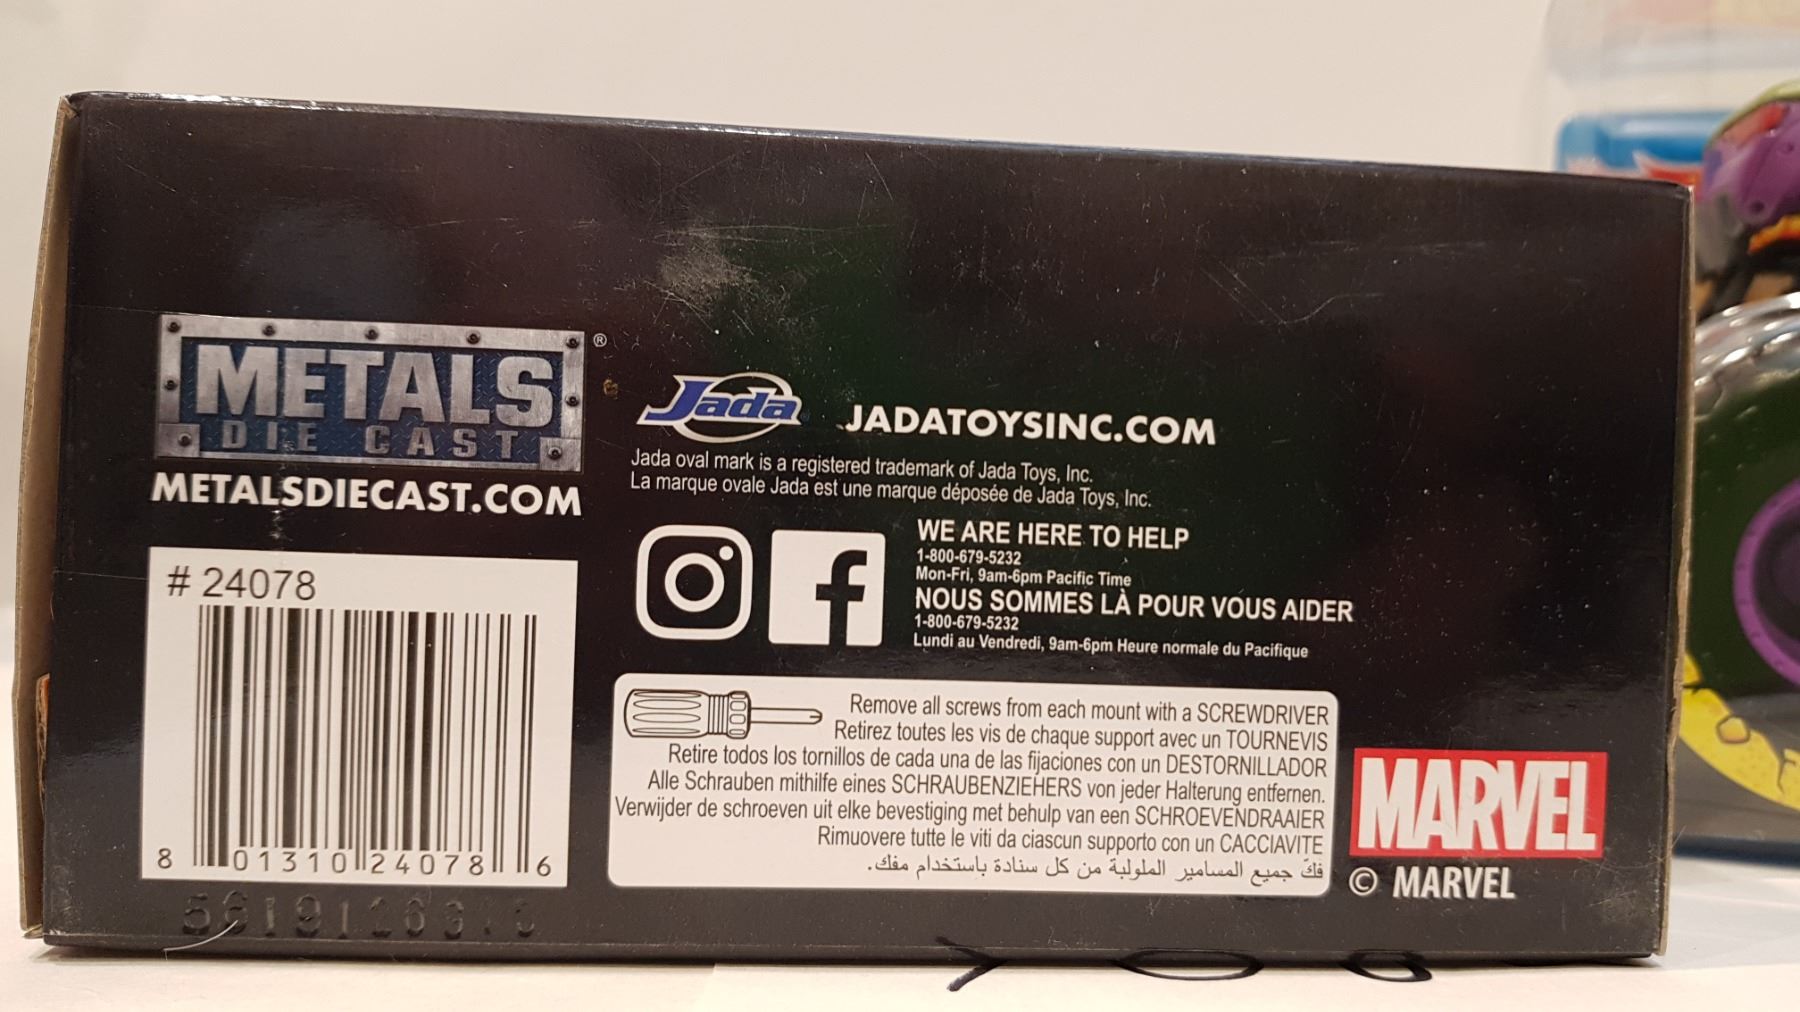 METALS ®
DIE CAST
METALSDIECAST.COM
# 24078
8 01310 24078 6
Jada
JADATOYSINC.COM
Jada oval mark is a registered trademark of Jada Toys, Inc.
La marque ovale Jada est une marque déposée de Jada Toys, Inc.
WE ARE HERE TO HELP
1-800-679-5232
Mon-Fri, 9am-6pm Pacific Time
NOUS SOMMES LÀ POUR VOUS AIDER
1-800-679-5232
Lundi au Vendredi, 9am-6pm Heure normale du Pacifique
Remove all screws from each mount with a SCREWDRIVER
Retirez toutes les vis de chaque support avec un TOURNEVIS
Retire todos los tornillos de cada una de las fijaciones con un DESTORNILLADOR
Alle Schrauben mithilfe eines SCHRAUBENZIEHERS von jeder Halterung entfernen.
Verwijder de schroeven uit elke bevestiging met behulp van een SCHROEVENDRAAIER
Rimuovere tutte le viti da ciascun supporto con un CACCIAVITE
فكّ جميع المسامير الملولبة من كل سنادة باستخدام مفك.
MARVEL
© MARVEL